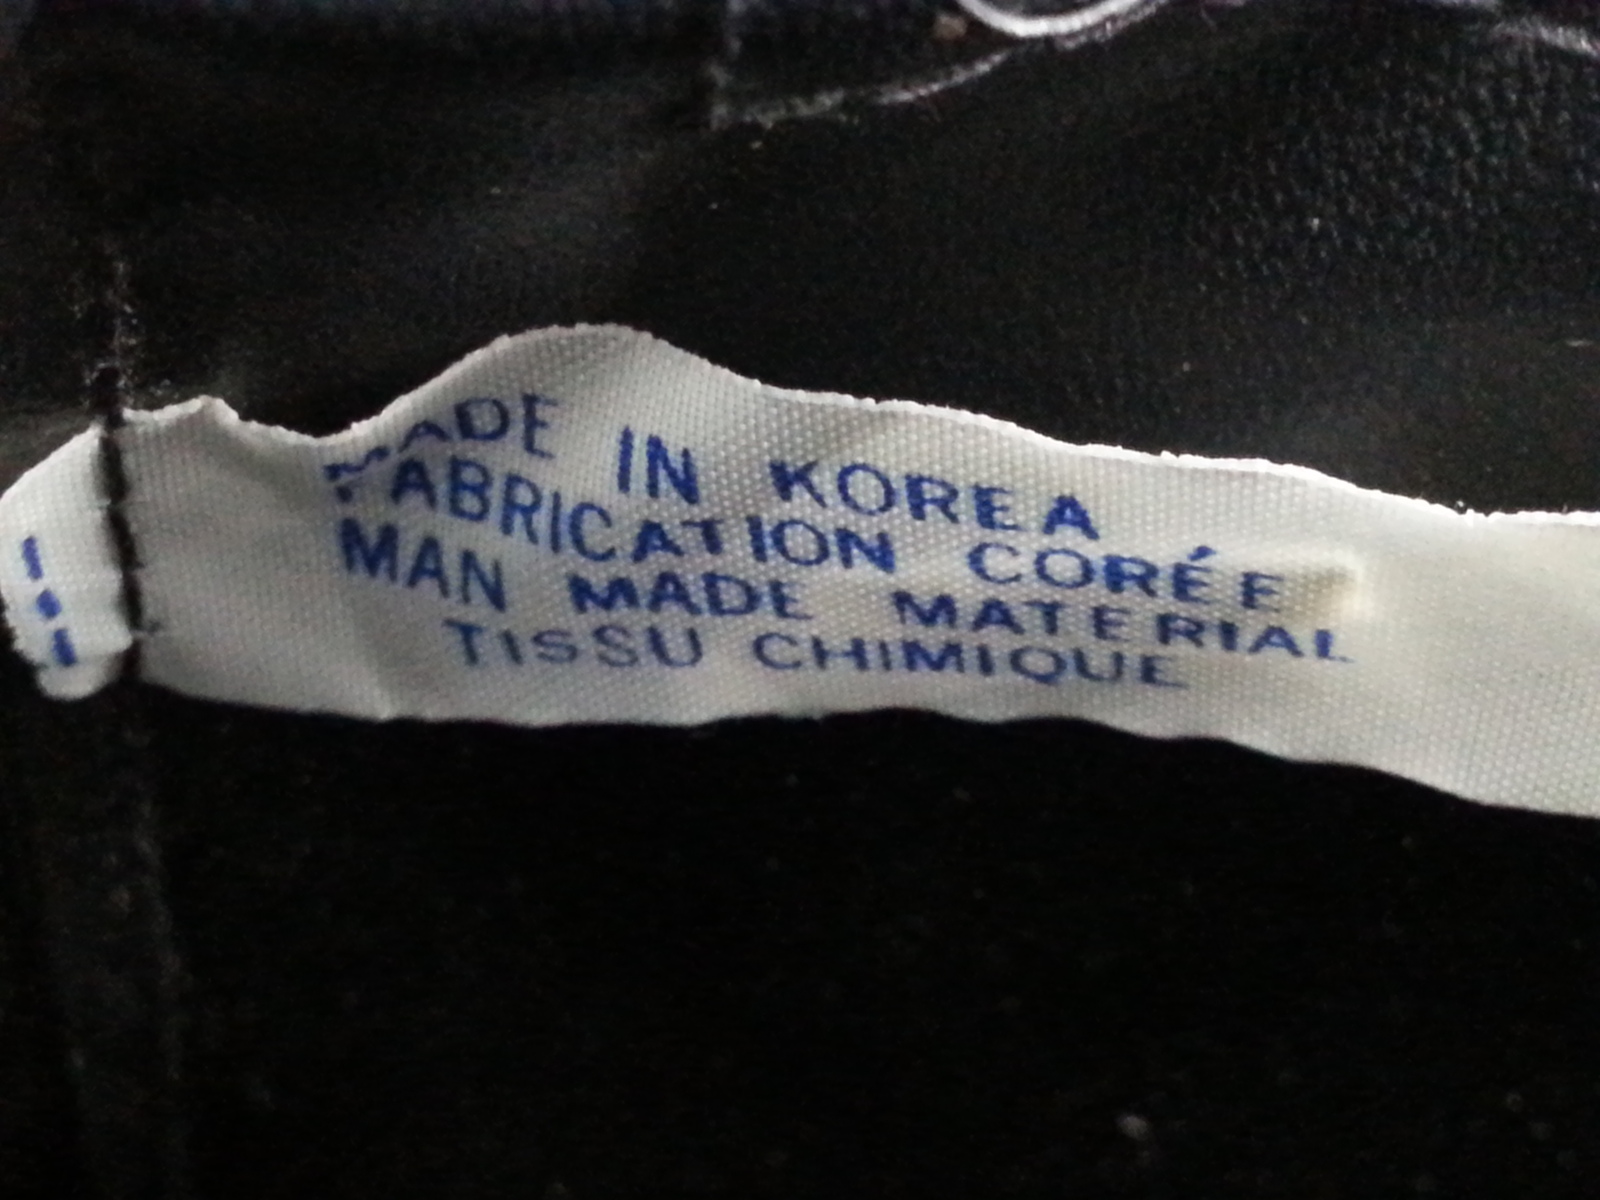 MADE IN KOREA
FABRICATION CORÉE
MAN MADE MATERIAL
TISSU CHIMIQUE